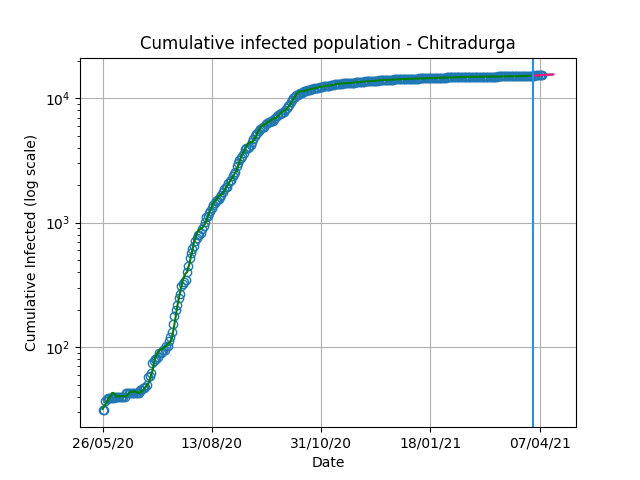 Cumulative infected population - Chitradurga
Cumulative Infected (log scale)
10^4
10^3
10^2
26/05/20 13/08/20 31/10/20 18/01/21 07/04/21
Date